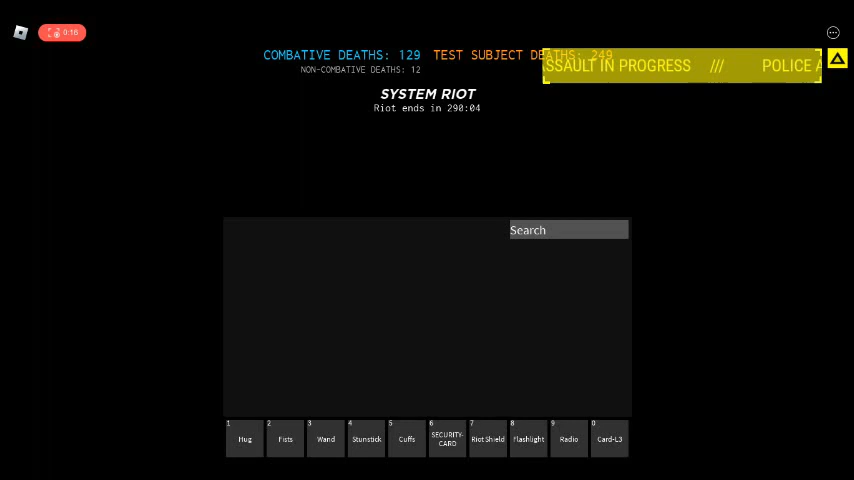 0:16
COMBATIVE DEATHS: 129 TEST SUBJECT DEATHS: 249
NON-COMBATIVE DEATHS: 12
SSAULT IN PROGRESS /// POLICE A
SYSTEM RIOT
Riot ends in 290:04
Search
1 Hug
2 Fists
3 Wand
4 Stunstick
5 Cuffs
6 SECURITY-
CARD
7 Riot Shield
8 Flashlight
9 Radio
0 Card-L3